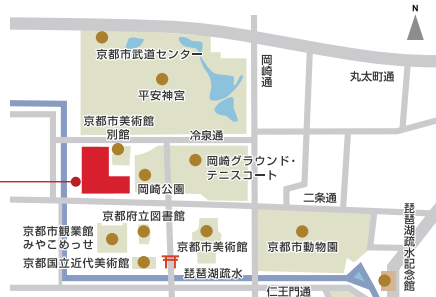 N
京都市武道センター
岡崎通
丸太町通
平安神宮
京都市美術館
別館
冷泉通
岡崎グラウンド・
テニスコート
岡崎公園
二条通
京都府立図書館
京都市観業館
みやこめっせ
京都市美術館
京都市動物園
琵琶湖疏水記念館
京都国立近代美術館
琵琶湖疏水
仁王門通